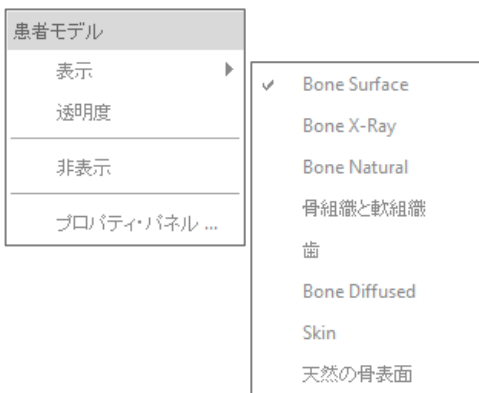 患者モデル
表示
透明度
非表示
プロパティ・パネル ...
Bone Surface
Bone X-Ray
Bone Natural
骨組織と軟組織
歯
Bone Diffused
Skin
天然の骨表面